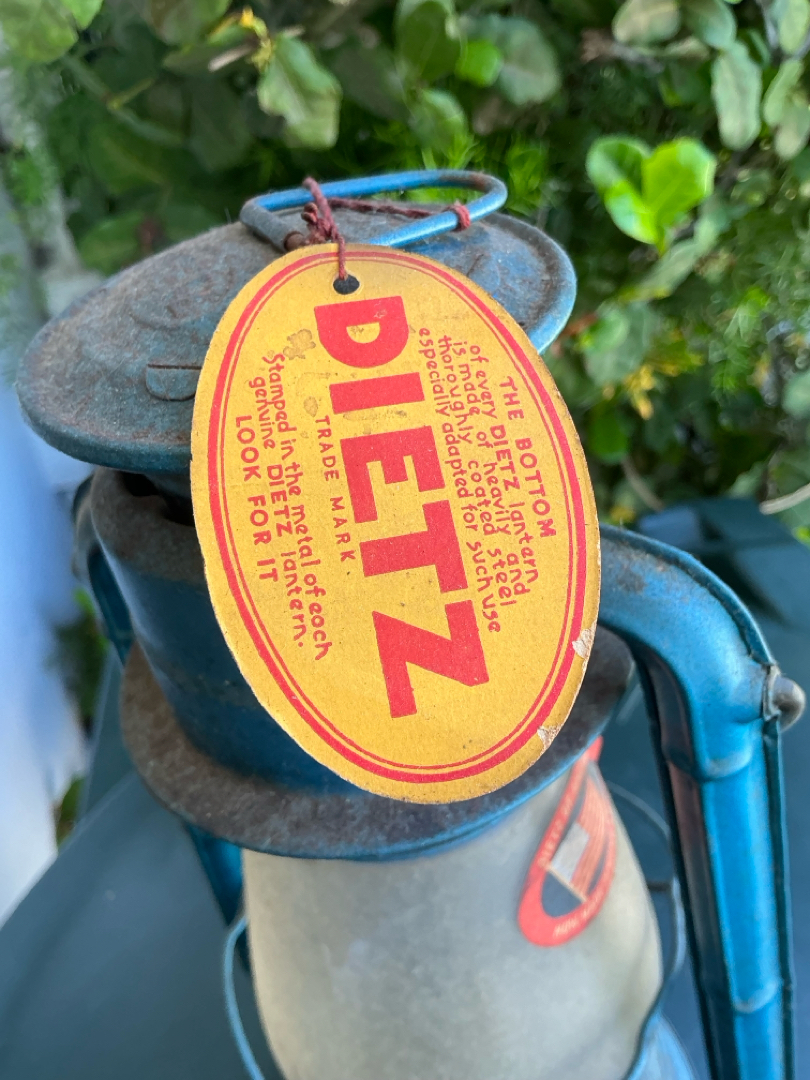 THE BOTTOM
of every DIETZ lantern
is made of heavily and
thoroughly coated steel
especially adapted for such use
DIETZ
TRADE MARK
Stamped in the metal of each
genuine DIETZ lantern.
LOOK FOR IT